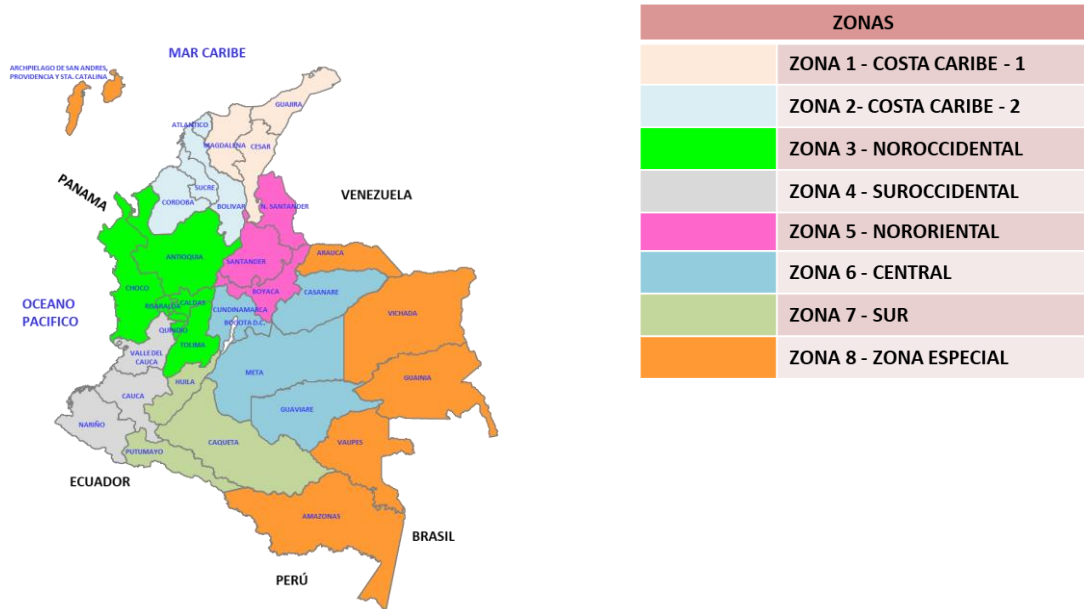 MAR CARIBE
ARCHPIELAGO DE SAN ANDRES,
PROVIDENCIA Y STA. CATALINA
GUAJIRA
ATLANTICO
MAGDALENA
CESAR
PANAMA
SUCRE
CORDOBA
BOLIVAR
N. SANTANDER
VENEZUELA
ANTIOQUIA
SANTANDER
ARAUCA
CHOCO
BOYACA
CASANARE
OCEANO
PACIFICO
RISARALDA
CALDAS
CUNDINAMARCA
BOGOTA D.C.
VICHADA
QUINDIO
TOLIMA
VALLE DEL
CAUCA
META
GUAINIA
HUILA
CAUCA
GUAVIARE
NARIÑO
CAQUETA
VAUPES
PUTUMAYO
ECUADOR
AMAZONAS
BRASIL
PERÚ
ZONAS
ZONA 1 - COSTA CARIBE - 1
ZONA 2- COSTA CARIBE - 2
ZONA 3 - NOROCCIDENTAL
ZONA 4 - SUROCCIDENTAL
ZONA 5 - NORORIENTAL
ZONA 6 - CENTRAL
ZONA 7 - SUR
ZONA 8 - ZONA ESPECIAL